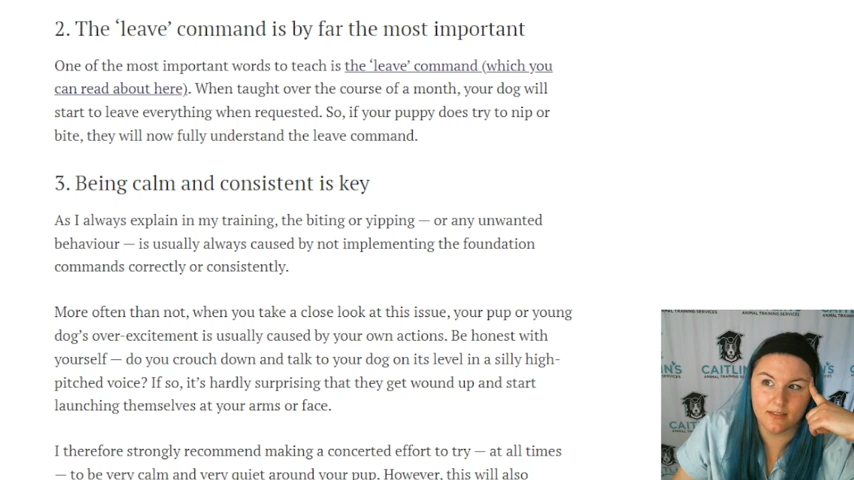 2. The ‘leave’ command is by far the most important
One of the most important words to teach is the ‘leave’ command (which you
can read about here). When taught over the course of a month, your dog will
start to leave everything when requested. So, if your puppy does try to nip or
bite, they will now fully understand the leave command.
3. Being calm and consistent is key
As I always explain in my training, the biting or yipping — or any unwanted
behaviour — is usually always caused by not implementing the foundation
commands correctly or consistently.
More often than not, when you take a close look at this issue, your pup or young
dog’s over-excitement is usually caused by your own actions. Be honest with
yourself — do you crouch down and talk to your dog on its level in a silly high-
pitched voice? If so, it’s hardly surprising that they get wound up and start
launching themselves at your arms or face.
I therefore strongly recommend making a concerted effort to try — at all times
— to be very calm and very quiet around your pup. However, this will also
ANIMAL TRAINING SERVICES
N’S
CAITLIN
’S
CAIT